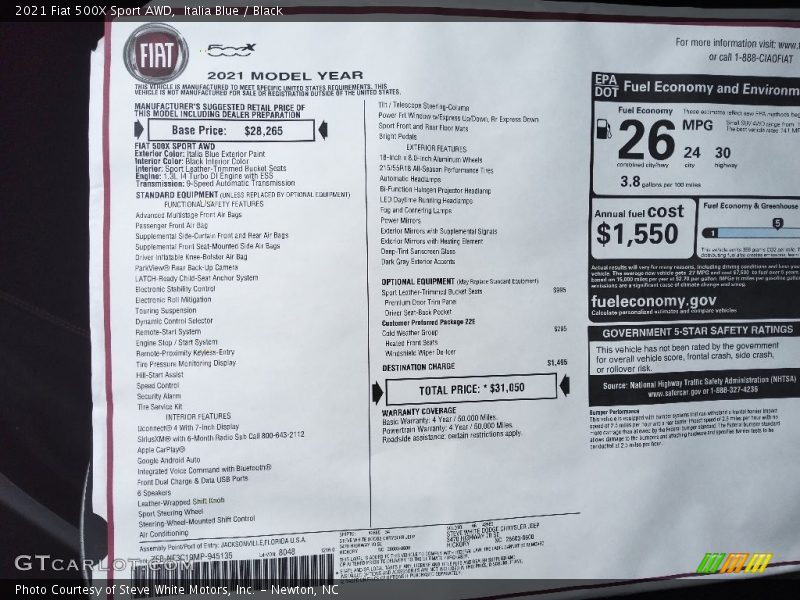 2021 Fiat 500X Sport AWD, Italia Blue / Black
FIAT
500X
For more information visit: www.
or call 1-888-CIAOFIAT
2021 MODEL YEAR
THIS VEHICLE IS MANUFACTURED TO MEET SPECIFIC UNITED STATES REQUIREMENTS. THIS
VEHICLE IS NOT MANUFACTURED FOR SALE OR REGISTRATION OUTSIDE OF THE UNITED STATES.
MANUFACTURER'S SUGGESTED RETAIL PRICE OF
THIS MODEL INCLUDING DEALER PREPARATION
Base Price: $28,265
FIAT 500X SPORT AWD
Exterior Color: Italia Blue Exterior Paint
Interior Color: Black Interior Color
Interior: Sport Leather-Trimmed Bucket Seats
Engine: 1.3L I4 Turbo DI Engine with ESS
Transmission: 9-Speed Automatic Transmission
STANDARD EQUIPMENT (UNLESS REPLACED BY OPTIONAL EQUIPMENT)
FUNCTIONAL/SAFETY FEATURES
Advanced Multistage Front Air Bags
Passenger Front Air Bag
Supplemental Side-Curtain Front and Rear Air Bags
Supplemental Front Seat-Mounted Side Air Bags
Driver Inflatable Knee-Bolster Air Bag
ParkView® Rear Back-Up Camera
LATCH-Ready Child-Seat Anchor System
Electronic Stability Control
Electronic Roll Mitigation
Touring Suspension
Dynamic Control Selector
Remote-Start System
Engine Stop / Start System
Remote-Proximity Keyless-Entry
Tire Pressure Monitoring Display
Hill-Start Assist
Speed Control
Security Alarm
Tire Service Kit
INTERIOR FEATURES
Uconnect® 4 With 7-Inch Display
SiriusXM® with 6-Month Radio Sub Call 800-643-2112
Apple CarPlay®
Google Android Auto
Integrated Voice Command with Bluetooth®
Front Dual Charge & Data USB Ports
6 Speakers
Leather-Wrapped Shift Knob
Sport Steering Wheel
Steering-Wheel-Mounted Shift Control
Air Conditioning
Tilt / Telescope Steering-Column
Power Frt Windows/Express Up/Down, Rr Express Down
Sport Front and Rear Floor Mats
Bright Pedals
EXTERIOR FEATURES
18-Inch x 8.0-Inch Aluminum Wheels
215/55R18 All-Season Performance Tires
Automatic Headlamps
Bi-Function Halogen Projector Headlamp
LED Daytime Running Headlamps
Fog and Cornering Lamps
Power Mirrors
Exterior Mirrors with Supplemental Signals
Exterior Mirrors with Heating Element
Deep-Tint Sunscreen Glass
Dark Gray Exterior Accents
OPTIONAL EQUIPMENT (May Replace Standard Equipment)
Sport Leather-Trimmed Bucket Seats $995
Premium Door Trim Panel
Driver Seat-Back Pocket
Customer Preferred Package 22E
Cold Weather Group $295
Heated Front Seats
Windshield Wiper De-Icer
DESTINATION CHARGE $1,495
TOTAL PRICE: * $31,050
WARRANTY COVERAGE
Basic Warranty: 4 Year / 50,000 Miles.
Powertrain Warranty: 4 Year / 50,000 Miles.
Roadside assistance: certain restrictions apply.
EPA
DOT Fuel Economy and Environm
Fuel Economy
26 MPG
combined city/hwy
24 30
city highway
3.8 gallons per 100 miles
Annual fuel cost
$1,550
Fuel Economy & Greenhouse
1 5
fueleconomy.gov
Calculate personalized estimates and compare vehicles
GOVERNMENT 5-STAR SAFETY RATINGS
This vehicle has not been rated by the government
for overall vehicle score, frontal crash, side crash,
or rollover risk.
Source: National Highway Traffic Safety Administration (NHTSA)
www.safercar.gov or 1-888-327-4236
Bumper Performance
Assembly Point/Port of Entry: JACKSONVILLE,FLORIDA U.S.A.
STEVE WHITE DODGE CHRYSLER JEEP
HICKORY NC
GTCARLOT.COM
Photo Courtesy of Steve White Motors, Inc. – Newton, NC